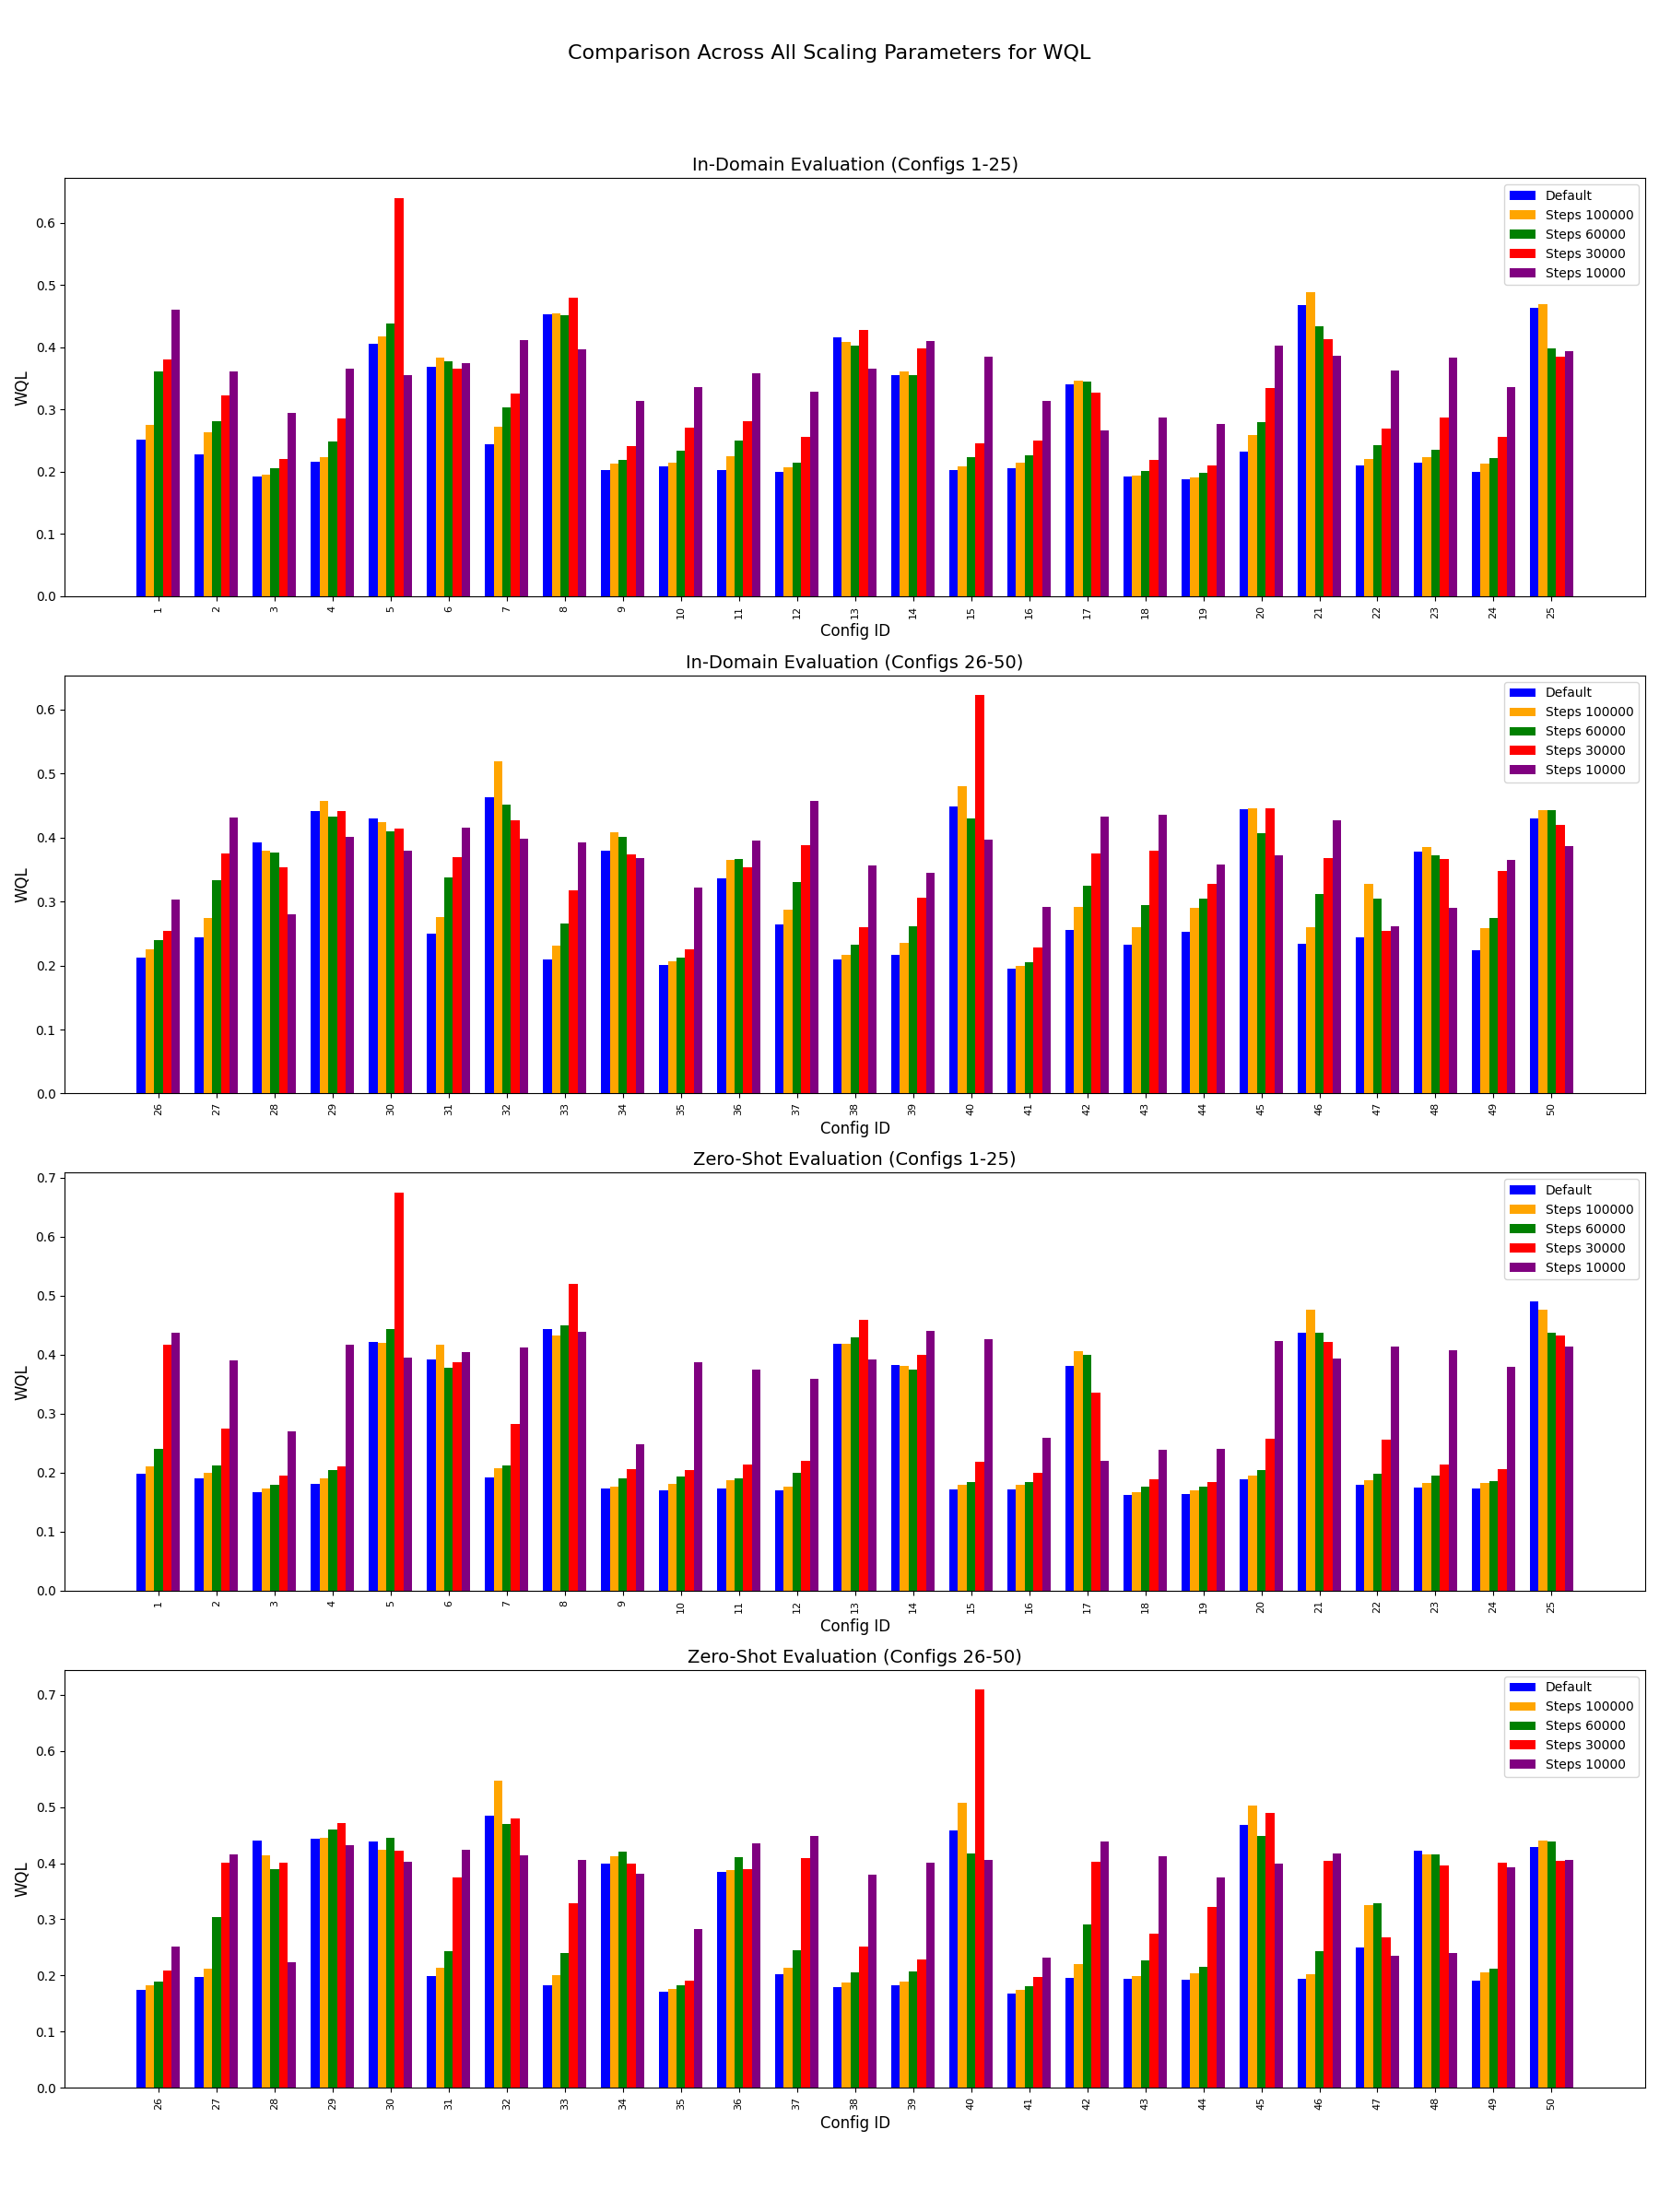 Comparison Across All Scaling Parameters for WQL
In-Domain Evaluation (Configs 1-25)
WQL
0.6
0.5
0.4
0.3
0.2
0.1
0.0
Default
Steps 100000
Steps 60000
Steps 30000
Steps 10000
1 2 3 4 5 6 7 8 9 10 11 12 13 14 15 16 17 18 19 20 21 22 23 24 25
Config ID
In-Domain Evaluation (Configs 26-50)
WQL
0.6
0.5
0.4
0.3
0.2
0.1
0.0
Default
Steps 100000
Steps 60000
Steps 30000
Steps 10000
26 27 28 29 30 31 32 33 34 35 36 37 38 39 40 41 42 43 44 45 46 47 48 49 50
Config ID
Zero-Shot Evaluation (Configs 1-25)
WQL
0.7
0.6
0.5
0.4
0.3
0.2
0.1
0.0
Default
Steps 100000
Steps 60000
Steps 30000
Steps 10000
1 2 3 4 5 6 7 8 9 10 11 12 13 14 15 16 17 18 19 20 21 22 23 24 25
Config ID
Zero-Shot Evaluation (Configs 26-50)
WQL
0.7
0.6
0.5
0.4
0.3
0.2
0.1
0.0
Default
Steps 100000
Steps 60000
Steps 30000
Steps 10000
26 27 28 29 30 31 32 33 34 35 36 37 38 39 40 41 42 43 44 45 46 47 48 49 50
Config ID